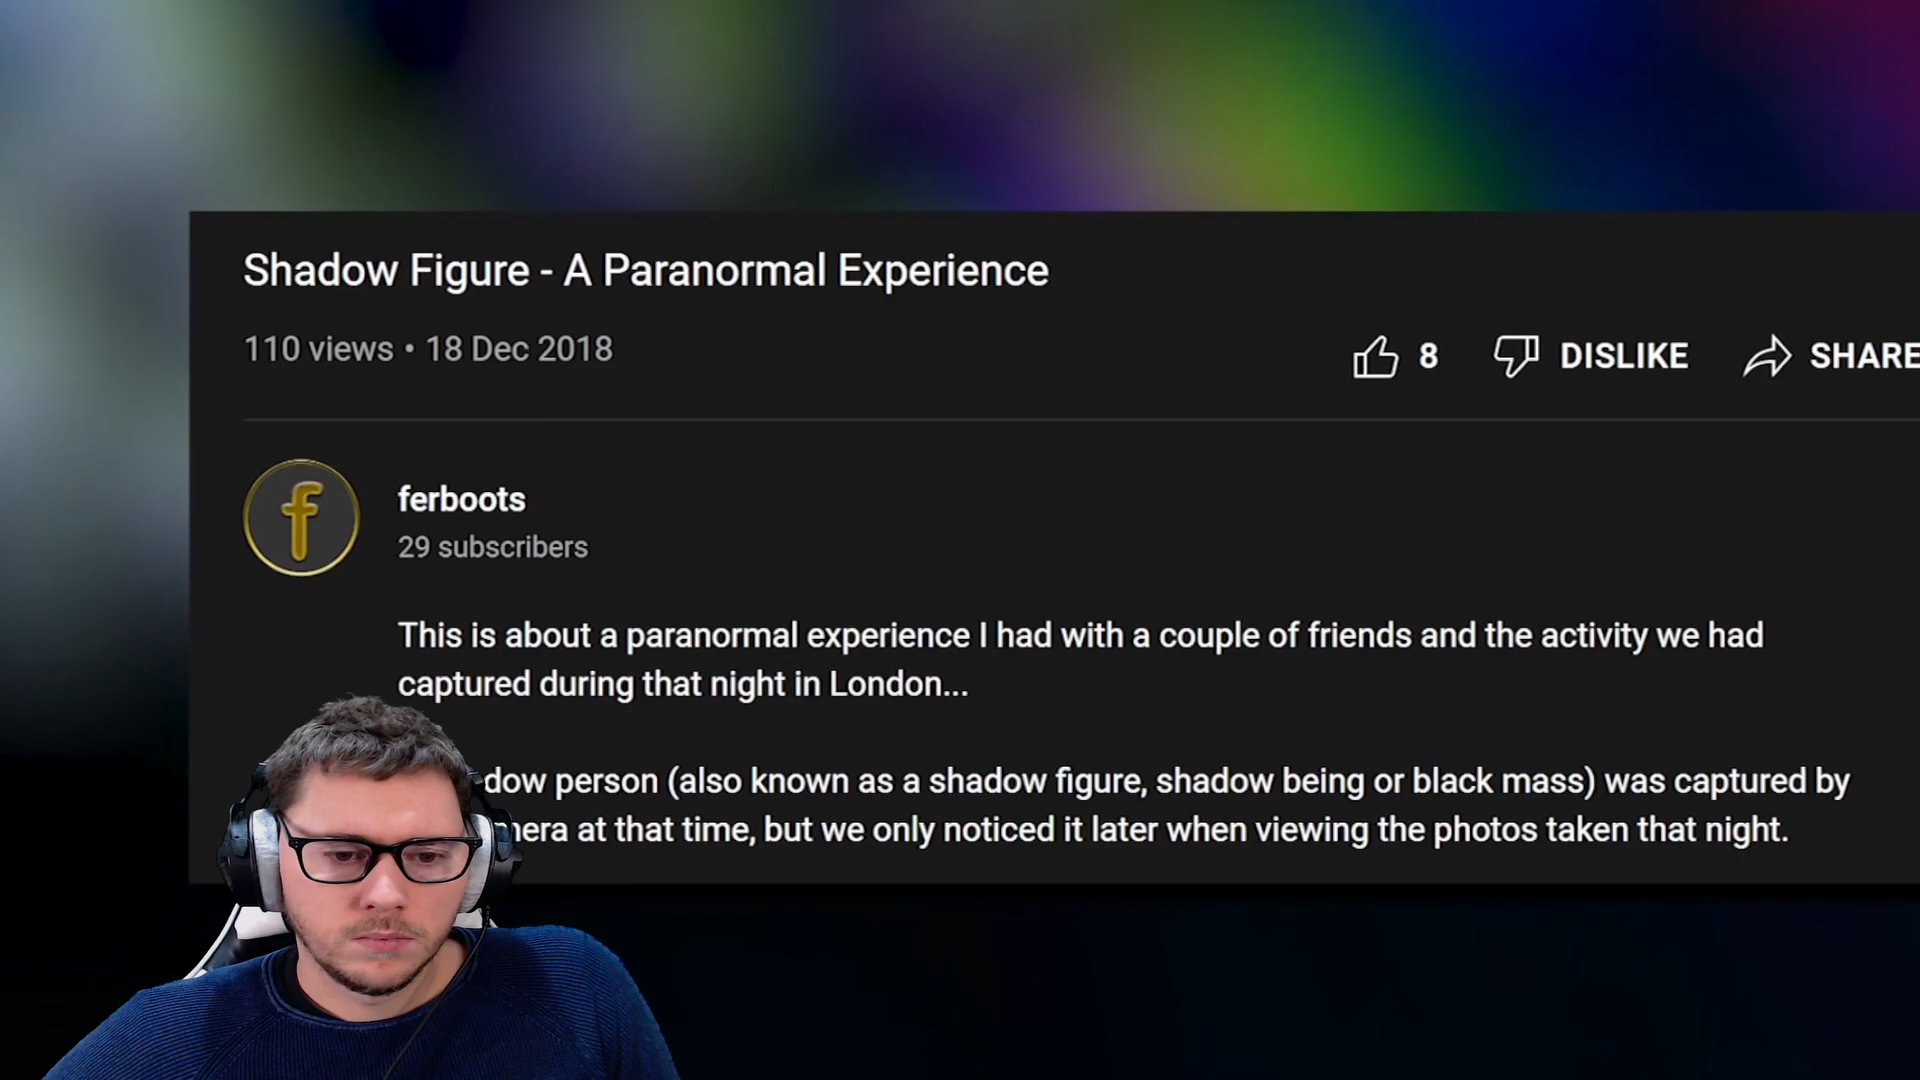 Shadow Figure - A Paranormal Experience
110 views • 18 Dec 2018
8 DISLIKE SHARE
f
ferboots
29 subscribers
This is about a paranormal experience I had with a couple of friends and the activity we had
captured during that night in London...
person (also known as a shadow figure, shadow being or black mass) was captured by
at that time, but we only noticed it later when viewing the photos taken that night.